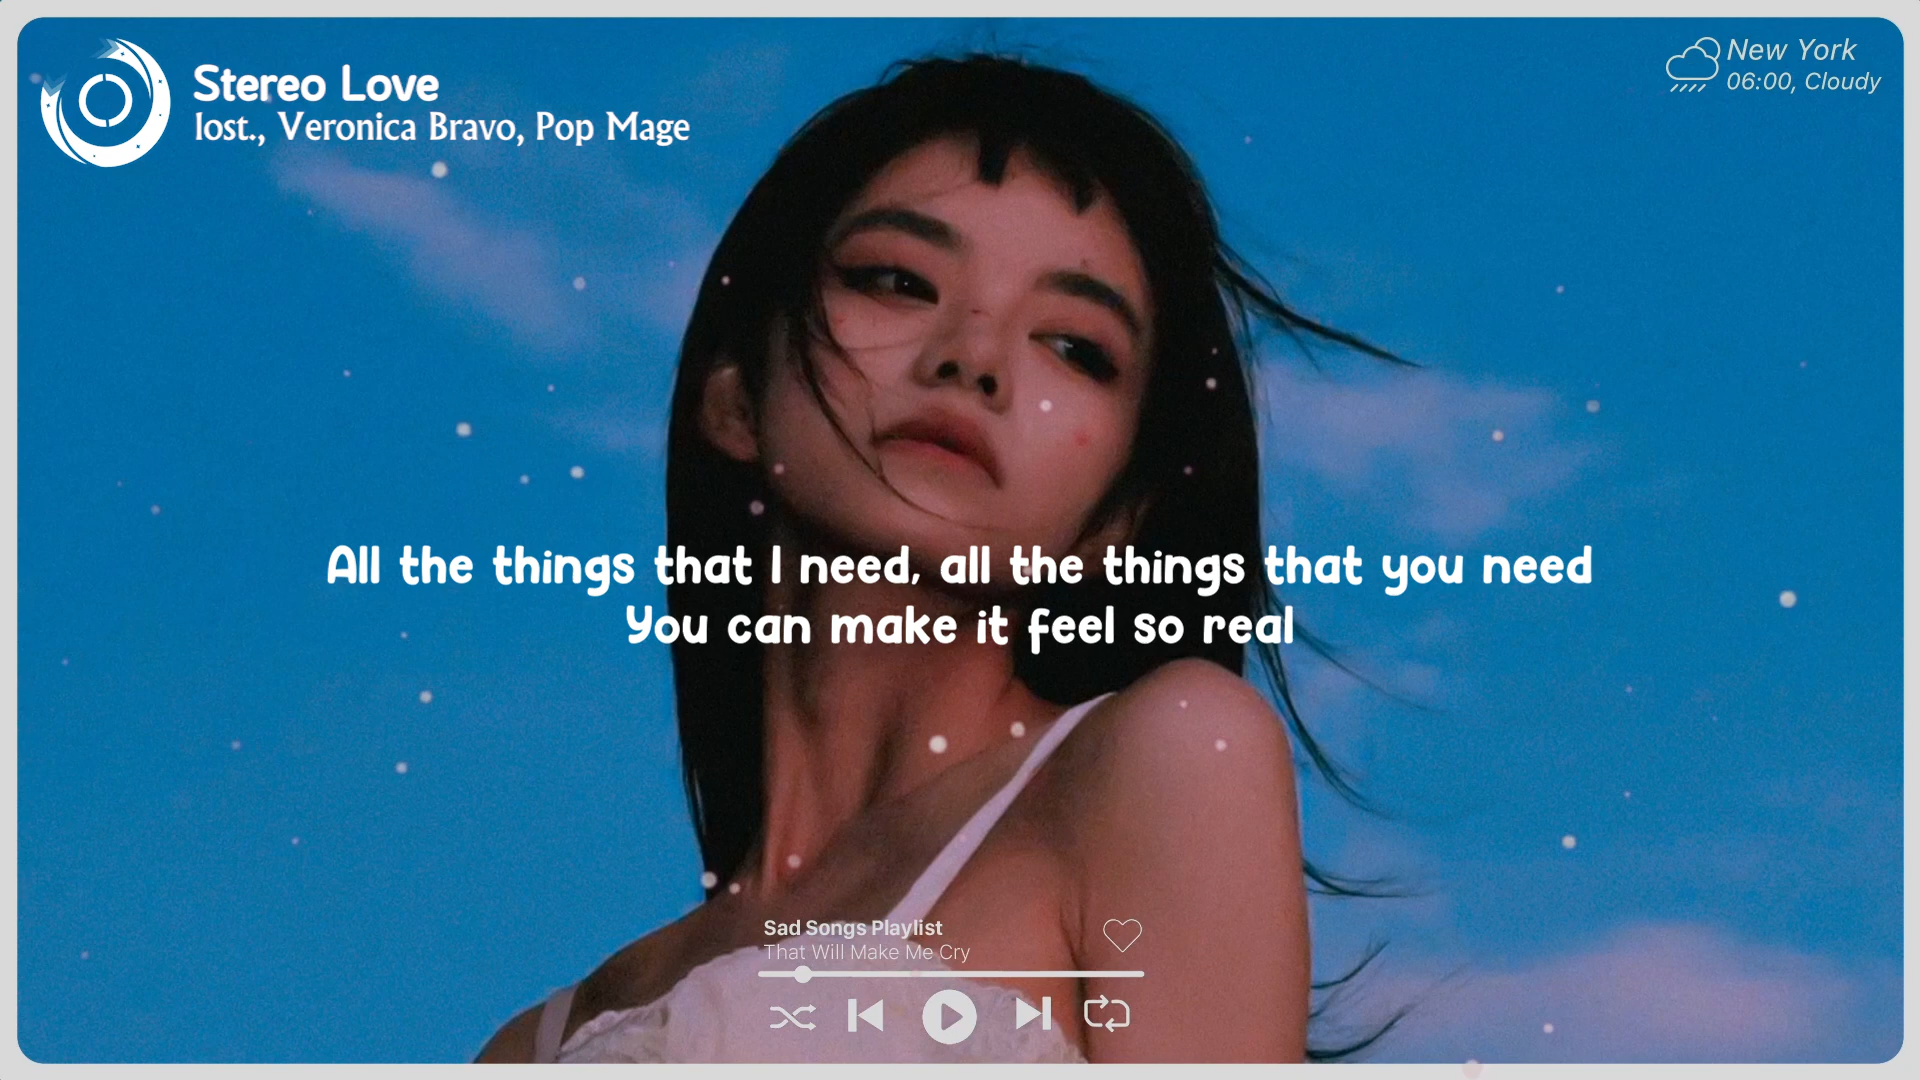 Stereo Love
lost., Veronica Bravo, Pop Mage
New York
06:00, Cloudy
All the things that I need, all the things that you need
You can make it feel so real
Sad Songs Playlist
That Will Make Me Cry